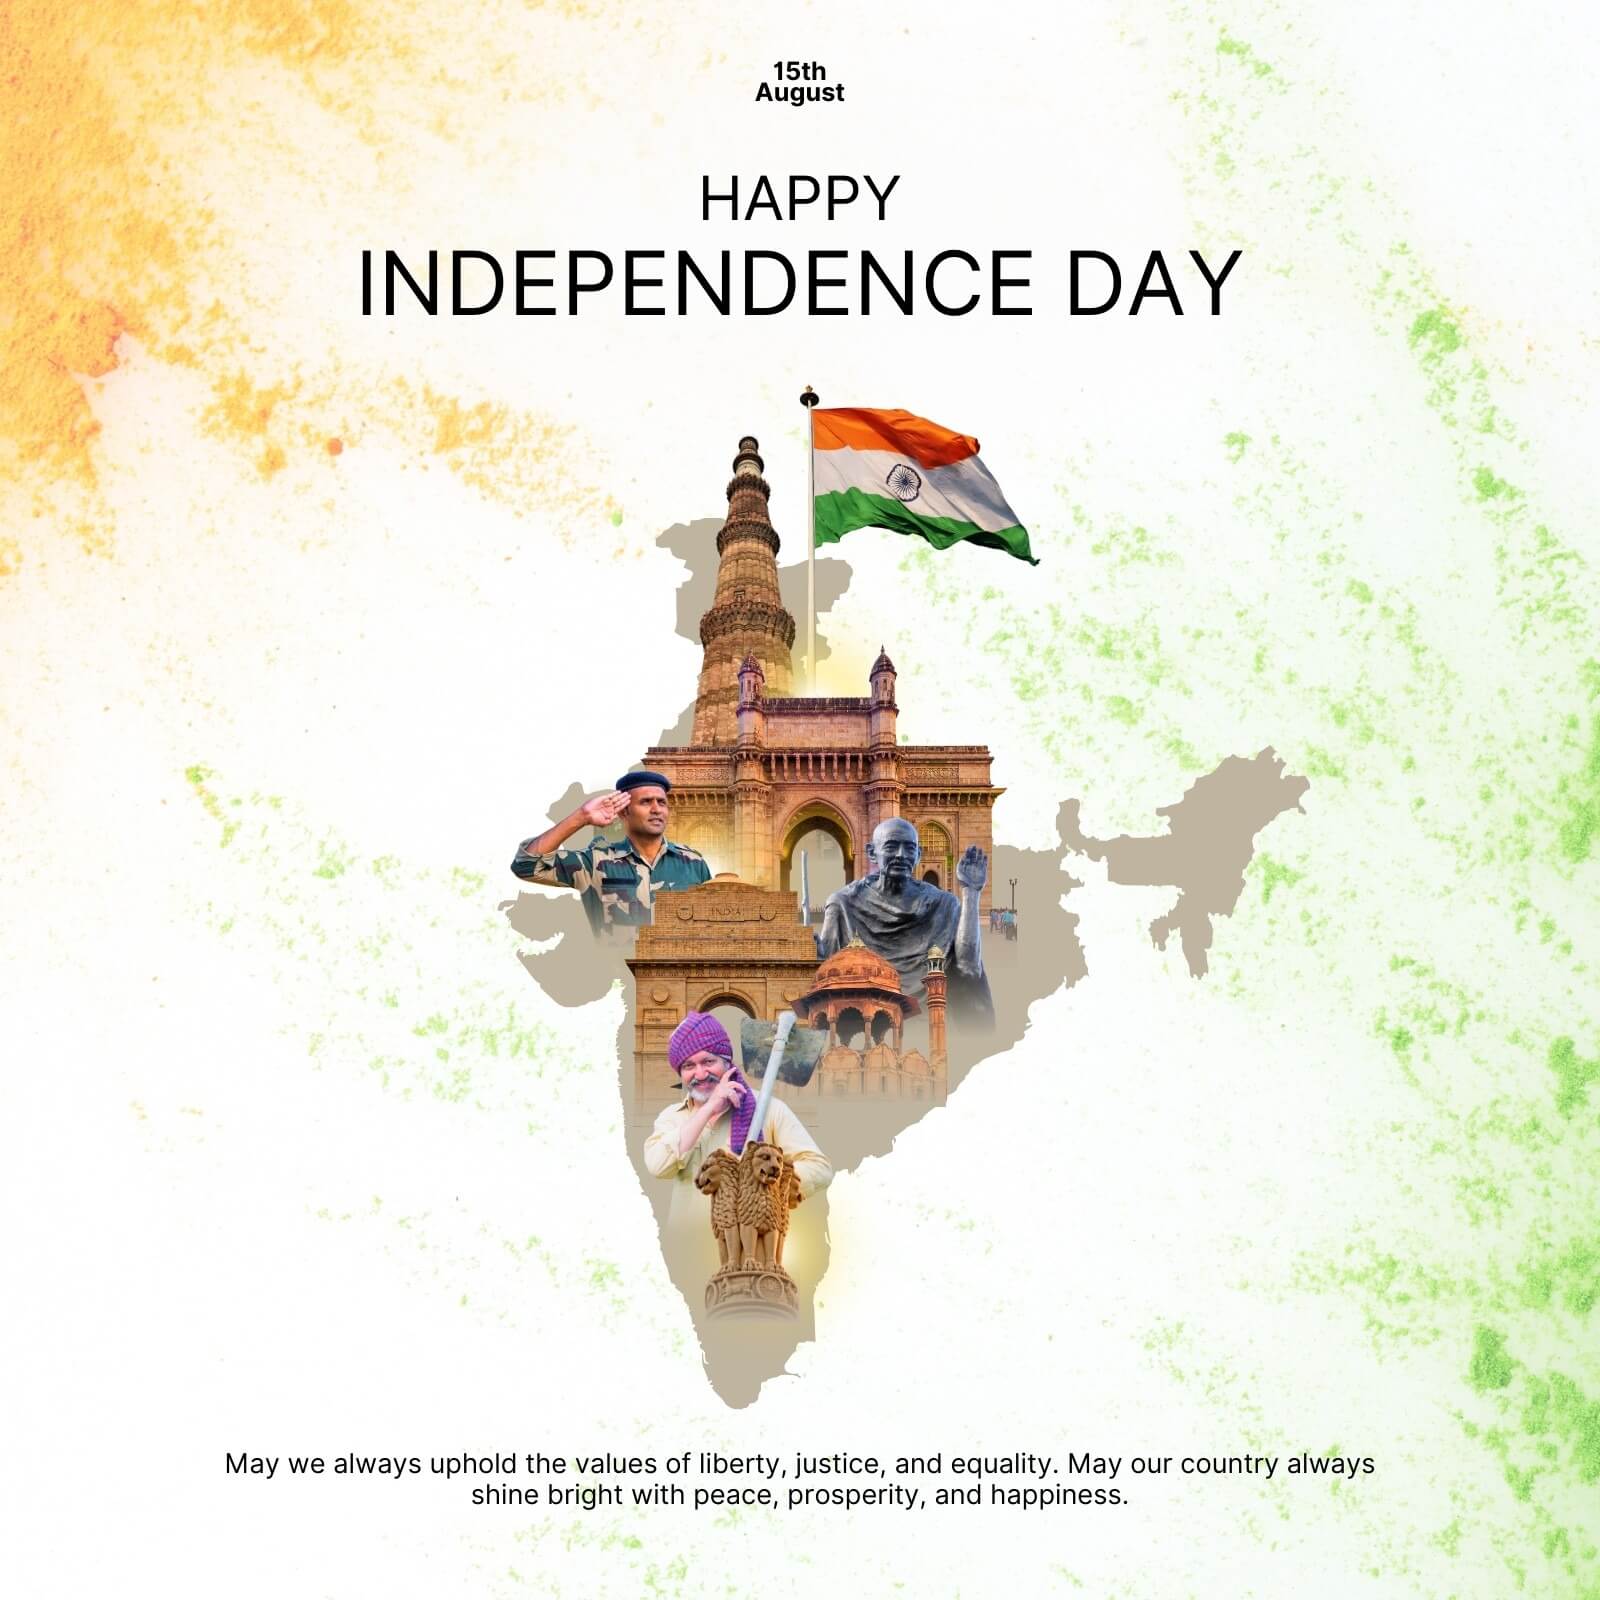 15th
August
HAPPY
INDEPENDENCE DAY
INDIA
May we always uphold the values of liberty, justice, and equality. May our country always
shine bright with peace, prosperity, and happiness.